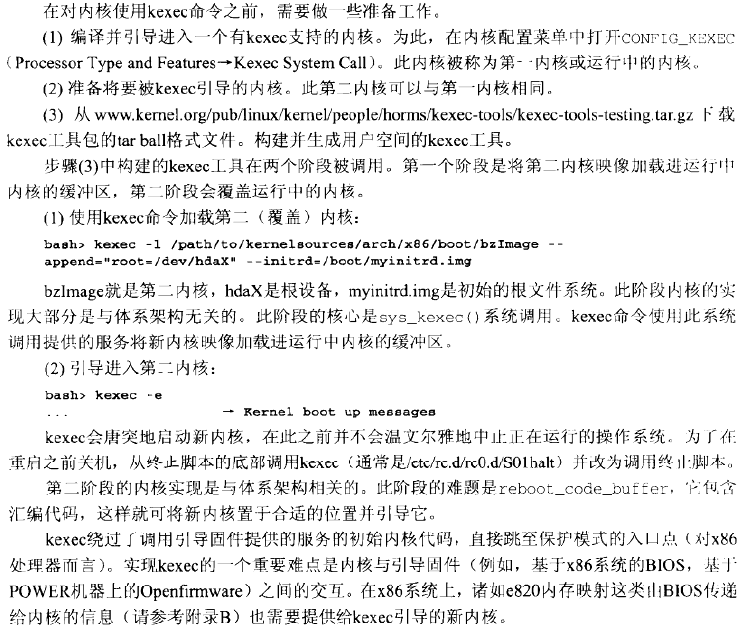 在对内核使用kexec命令之前，需要做一些准备工作。
(1) 编译并引导进入一个有kexec支持的内核。为此，在内核配置菜单中打开CONFIG_KEXEC
（Processor Type and Features→Kexec System Call）。此内核被称为第一内核或运行中的内核。
(2) 准备将要被kexec引导的内核。此第二内核可以与第一内核相同。
(3) 从www.kernel.org/pub/linux/kernel/people/horms/kexec-tools/kexec-tools-testing.tar.gz下载
kexec工具包的tar ball格式文件。构建并生成用户空间的kexec工具。
步骤(3)中构建的kexec工具在两个阶段被调用。第一个阶段是将第二内核映像加载进运行中
内核的缓冲区，第二阶段会覆盖运行中的内核。
(1) 使用kexec命令加载第二（覆盖）内核：
bash> kexec -l /path/to/kernelsources/arch/x86/boot/bzImage --
append="root=/dev/hdaX" --initrd=/boot/myinitrd.img
bzImage就是第二内核，hdaX是根设备，myinitrd.img是初始的根文件系统。此阶段内核的实
现大部分是与体系架构无关的。此阶段的核心是sys_kexec()系统调用。kexec命令使用此系统
调用提供的服务将新内核映像加载进运行中内核的缓冲区。
(2) 引导进入第二内核：
bash> kexec -e
... → Kernel boot up messages
kexec会唐突地启动新内核，在此之前并不会温文尔雅地中止正在运行的操作系统。为了在
重启之前关机，从终止脚本的底部调用kexec（通常是/etc/rc.d/rc0.d/S01halt）并改为调用终止脚本。
第二阶段的内核实现是与体系架构相关的。此阶段的难题是reboot_code_buffer，它包含
汇编代码，这样就可将新内核置于合适的位置并引导它。
kexec绕过了调用引导固件提供的服务的初始内核代码，直接跳至保护模式的入口点（对x86
处理器而言）。实现kexec的一个重要难点是内核与引导固件（例如，基于x86系统的BIOS，基于
POWER机器上的Openfirmware）之间的交互。在x86系统上，诸如e820内存映射这类由BIOS传递
给内核的信息（请参考附录B）也需要提供给kexec引导的新内核。